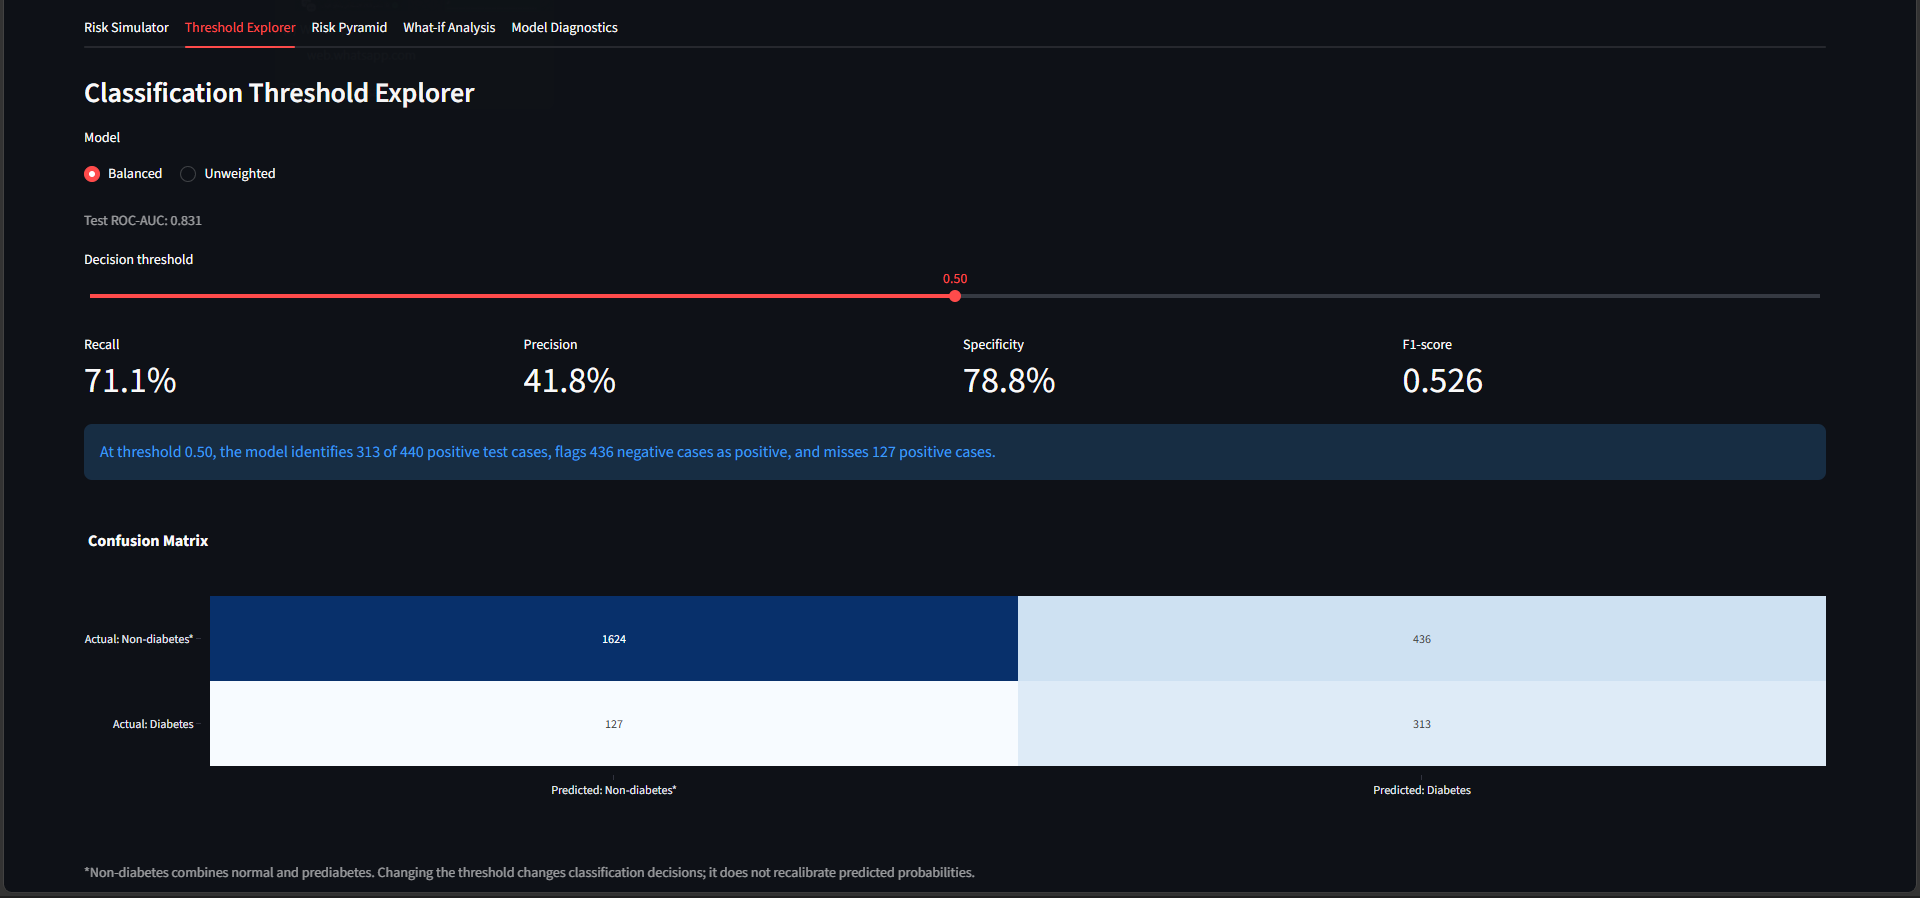 Risk Simulator Threshold Explorer Risk Pyramid What-if Analysis Model Diagnostics
Classification Threshold Explorer
Model
Balanced Unweighted
Test ROC-AUC: 0.831
Decision threshold
0.50
Recall Precision Specificity F1-score
71.1% 41.8% 78.8% 0.526
At threshold 0.50, the model identifies 313 of 440 positive test cases, flags 436 negative cases as positive, and misses 127 positive cases.
Confusion Matrix
Actual: Non-diabetes* 1624 436
Actual: Diabetes 127 313
Predicted: Non-diabetes* Predicted: Diabetes
*Non-diabetes combines normal and prediabetes. Changing the threshold changes classification decisions; it does not recalibrate predicted probabilities.